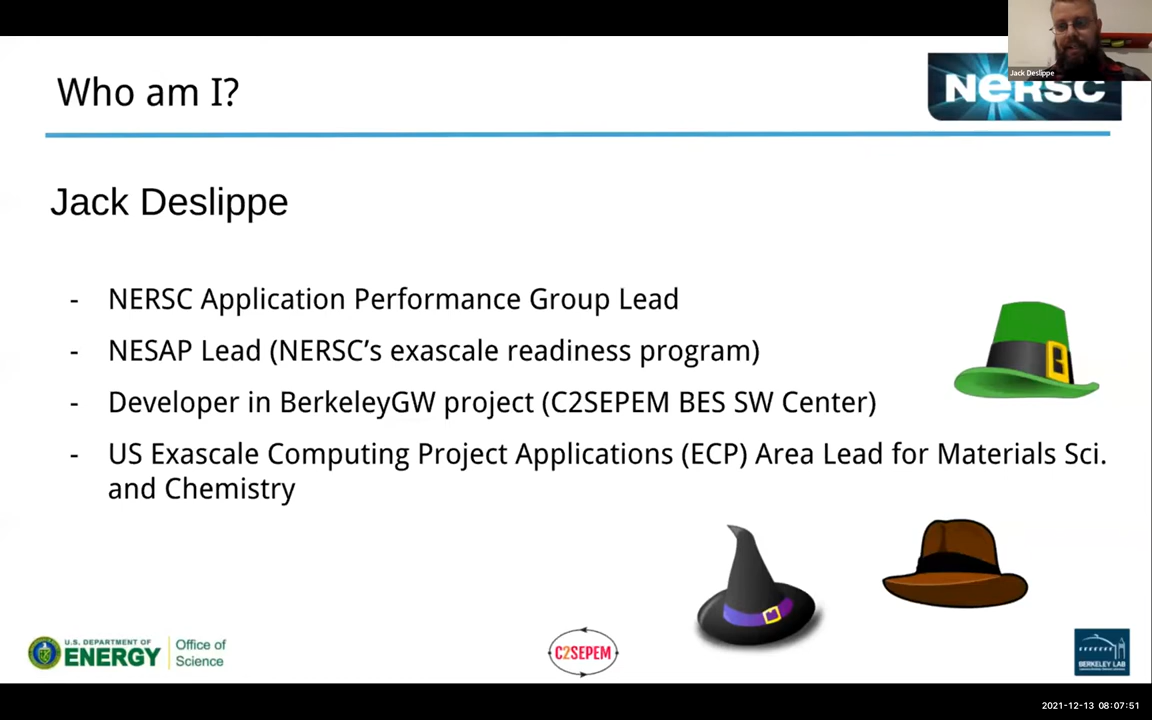 Who am I?
Jack Deslippe
NERSC
Jack Deslippe
- NERSC Application Performance Group Lead
- NESAP Lead (NERSC’s exascale readiness program)
- Developer in BerkeleyGW project (C2SEPEM BES SW Center)
- US Exascale Computing Project Applications (ECP) Area Lead for Materials Sci.
and Chemistry
U.S. DEPARTMENT OF
ENERGY
Office of
Science
C2SEPEM
BERKELEY LAB
2021-12-13 08:07:51